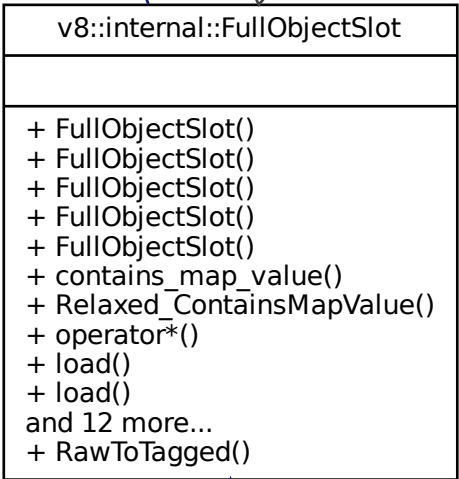 v8::internal::FullObjectSlot
+ FullObjectSlot()
+ FullObjectSlot()
+ FullObjectSlot()
+ FullObjectSlot()
+ FullObjectSlot()
+ contains_map_value()
+ Relaxed_ContainsMapValue()
+ operator*()
+ load()
+ load()
and 12 more...
+ RawToTagged()